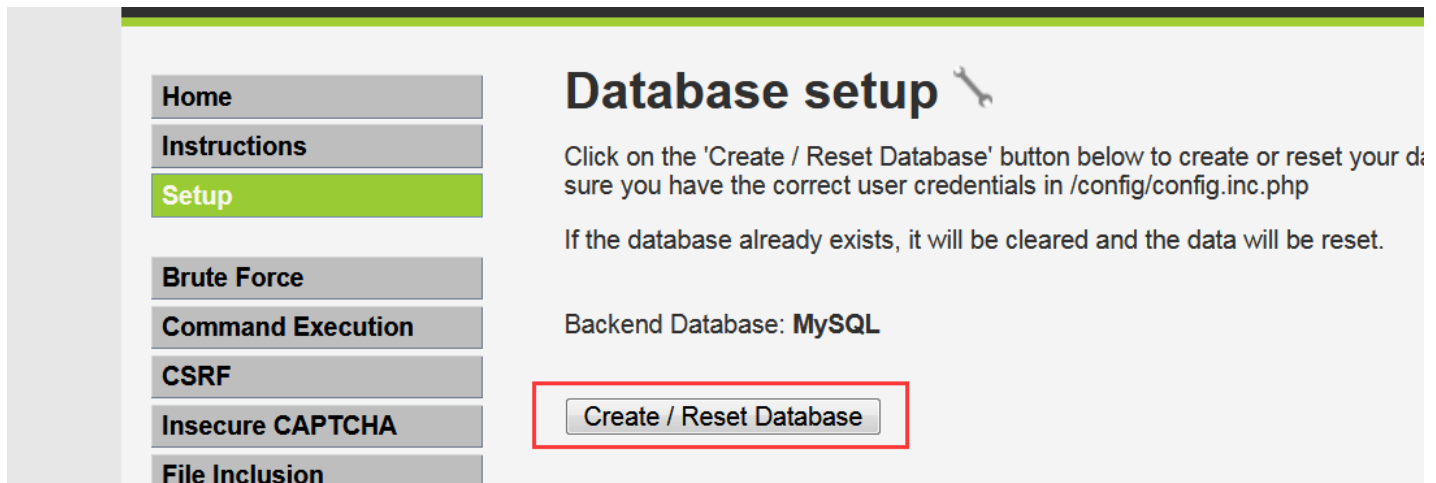 Home
Instructions
Setup
Brute Force
Command Execution
CSRF
Insecure CAPTCHA
File Inclusion
Database setup
Click on the 'Create / Reset Database' button below to create or reset your
sure you have the correct user credentials in /config/config.inc.php
If the database already exists, it will be cleared and the data will be reset.
Backend Database: MySQL
Create / Reset Database